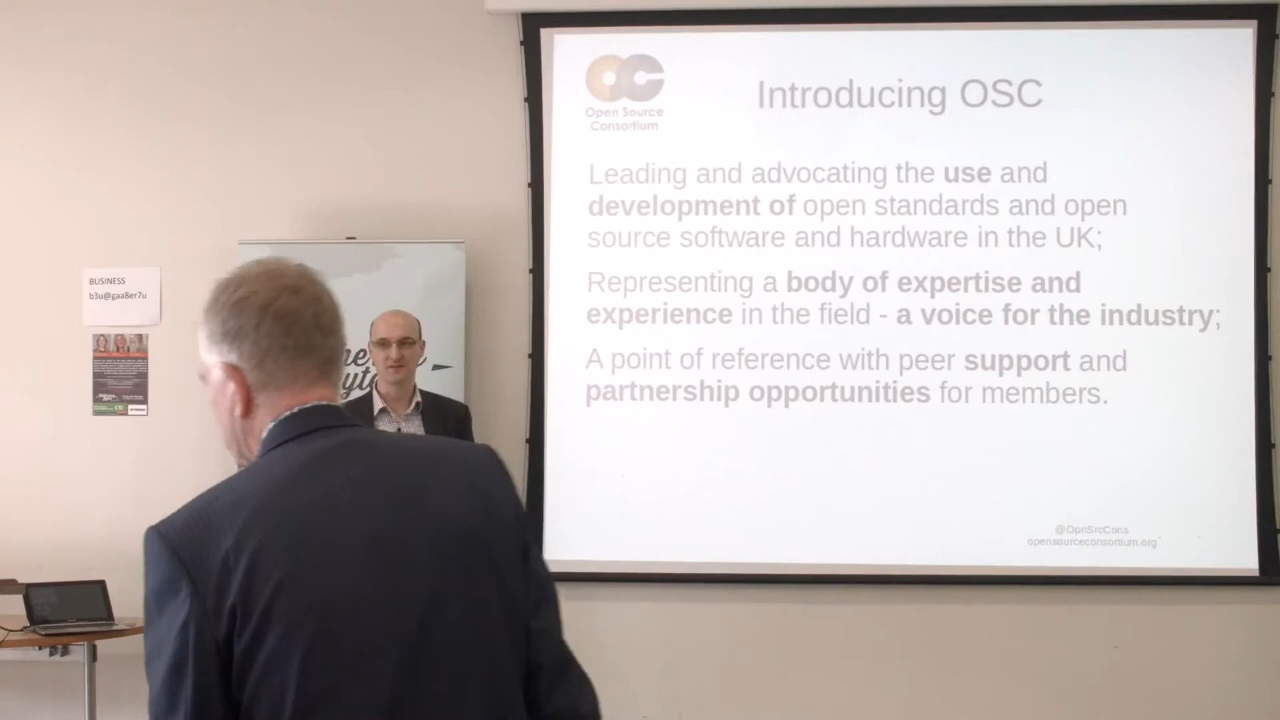 Open Source
Consortium
Introducing OSC
Leading and advocating the use and
development of open standards and open
source software and hardware in the UK;
Representing a body of expertise and
experience in the field - a voice for the industry;
A point of reference with peer support and
partnership opportunities for members.
@OpnSrcCons
opensourceconsortium.org
BUSINESS
b3u@gaa8er7u